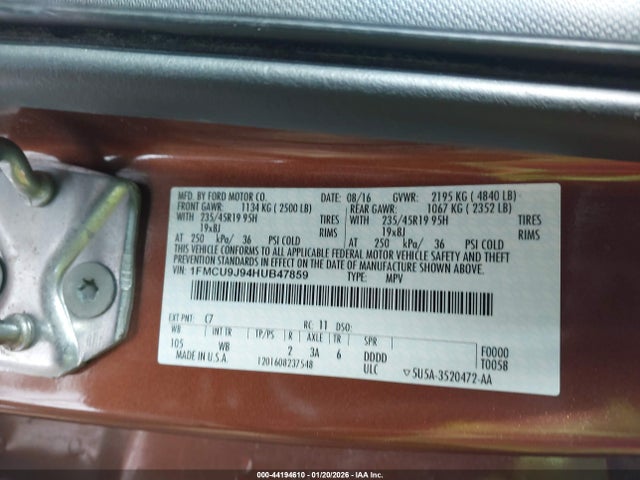 MFD. BY FORD MOTOR CO. 08/16 GVWR: 2195 KG ( 4840 LB)
FRONT GAWR: 1134 KG ( 2500 LB) REAR GAWR: 1067 KG ( 2352 LB)
WITH 235/45R19 95H TIRES WITH 235/45R19 95H TIRES
19x8J RIMS 19x8J RIMS
AT 250 kPa/ 36 PSI COLD AT 250 kPa/ 36 PSI COLD
THIS VEHICLE CONFORMS TO ALL APPLICABLE FEDERAL MOTOR VEHICLE SAFETY AND THEFT
PREVENTION STANDARDS IN EFFECT ON THE DATE OF MANUFACTURE SHOWN ABOVE.
VIN: 1FMCU9J94HUB47859 TYPE: MPV
EXT PNT: C7 RC: 11 DSO:
WB INT TR TP/PS R AXLE TR SPR
105 WB 2 3A 6 DDDD F0000
MADE IN U.S.A. 1201608237548 ULC T005B
▽5U5A-3520472-AA
000-44194610 - 01/20/2026 - IAA Inc.